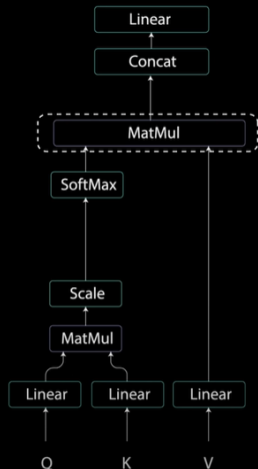 Linear
Concat
MatMul
SoftMax
Scale
MatMul
Linear Linear Linear
Q K V